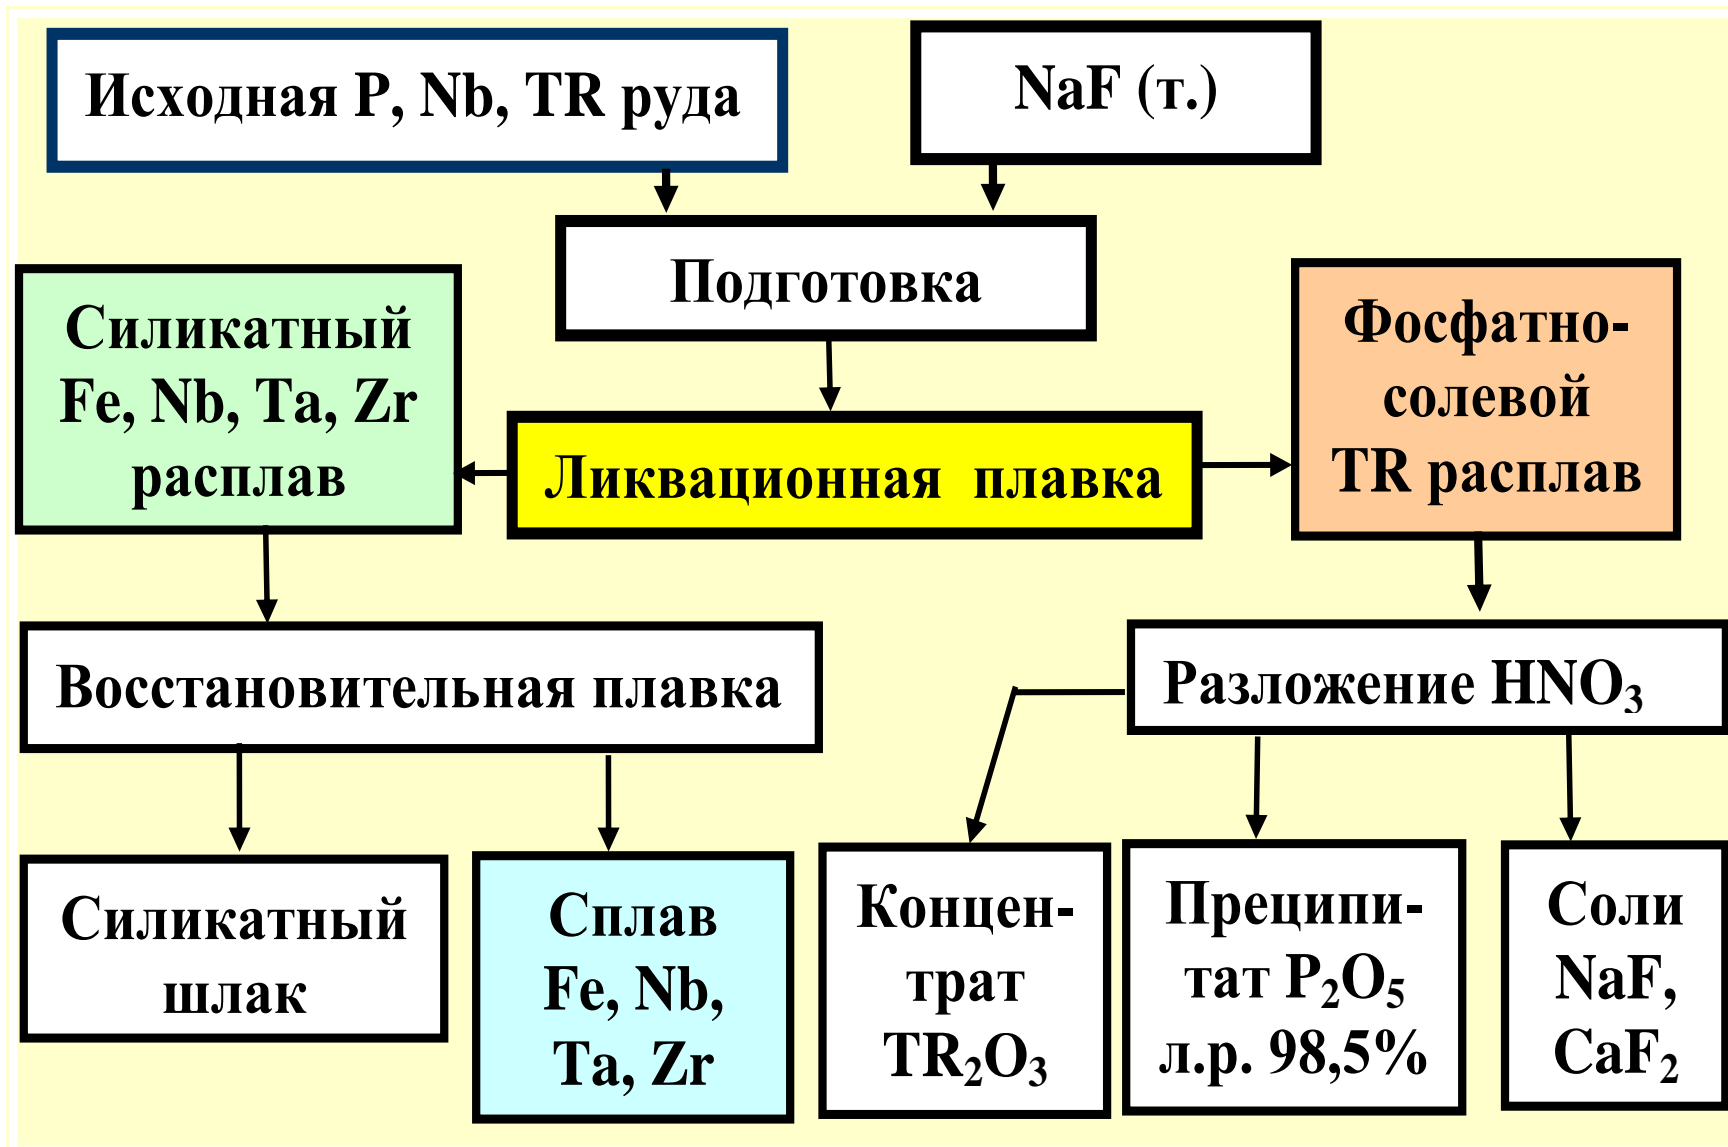 Исходная P, Nb, TR руда
NaF (т.)
Подготовка
Силикатный
Fe, Nb, Ta, Zr
расплав
Ликвационная плавка
Фосфатно-
солевой
TR расплав
Восстановительная плавка
Разложение HNO₃
Силикатный
шлак
Сплав
Fe, Nb,
Ta, Zr
Концен-
трат
TR₂O₃
Преципи-
тат P₂O₅
л.р. 98,5%
Соли
NaF,
CaF₂